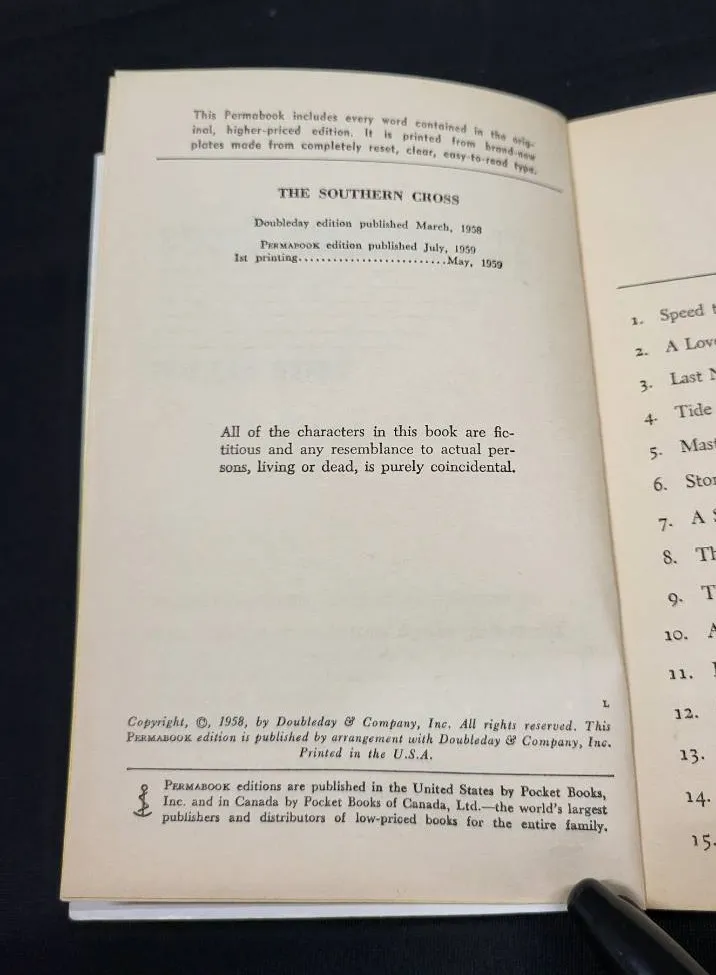 This Permabook includes every word contained in the orig-
inal, higher-priced edition. It is printed from brand-new
plates made from completely reset, clear, easy-to-read type.
THE SOUTHERN CROSS
Doubleday edition published March, 1958
PERMABOOK edition published July, 1959
1st printing.........................May, 1959
All of the characters in this book are fic-
titious and any resemblance to actual per-
sons, living or dead, is purely coincidental.
L
Copyright, ©, 1958, by Doubleday & Company, Inc. All rights reserved. This
PERMABOOK edition is published by arrangement with Doubleday & Company, Inc.
Printed in the U.S.A.
PERMABOOK editions are published in the United States by Pocket Books,
Inc. and in Canada by Pocket Books of Canada, Ltd.—the world's largest
publishers and distributors of low-priced books for the entire family.
1. Speed
2. A
3. Last
4. Tide
5.
6.
7. A
8.
9.
10.
11.
12.
13.
14.
15.